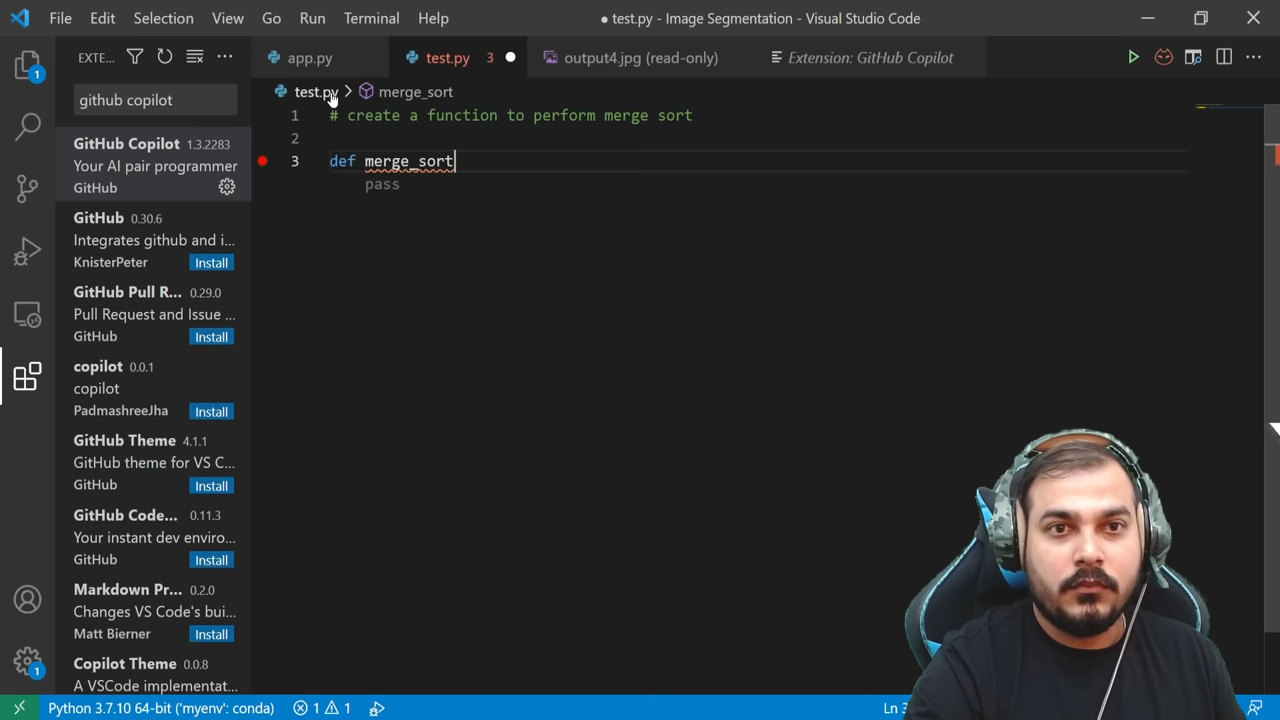 File Edit Selection View Go Run Terminal Help
● test.py - Image Segmentation - Visual Studio Code
EXTE...
app.py
test.py 3
output4.jpg (read-only)
Extension: GitHub Copilot
github copilot
test.py > merge_sort
GitHub Copilot 1.3.2283
Your AI pair programmer
GitHub
GitHub 0.30.6
Integrates github and i...
KnisterPeter Install
GitHub Pull R... 0.29.0
Pull Request and Issue ...
GitHub Install
copilot 0.0.1
copilot
PadmashreeJha Install
GitHub Theme 4.1.1
GitHub theme for VS C...
GitHub Install
GitHub Code... 0.11.3
Your instant dev enviro...
GitHub Install
Markdown Pr... 0.2.0
Changes VS Code's bui...
Matt Bierner Install
Copilot Theme 0.0.8
A VSCode implementat...
1 # create a function to perform merge sort
2
3 def merge_sort
pass
1
1
Python 3.7.10 64-bit ('myenv': conda)
1 1
Ln 3